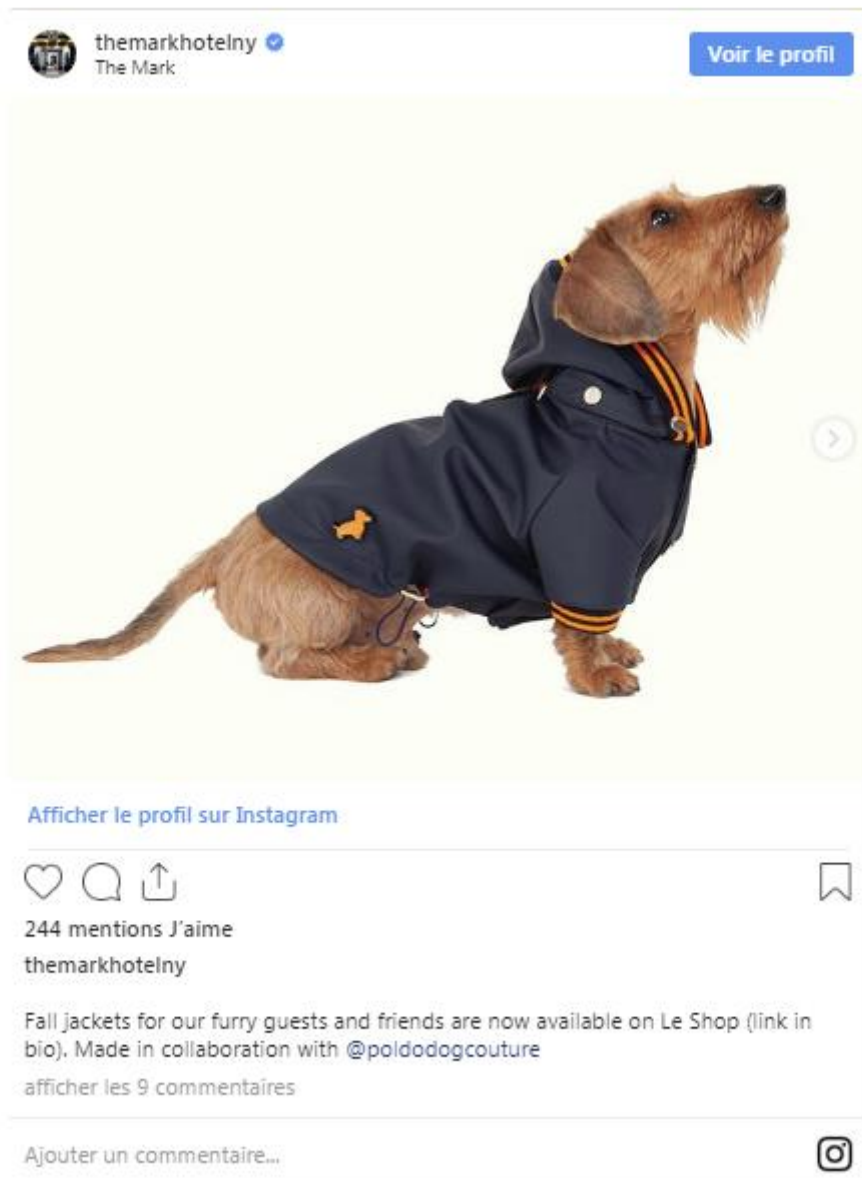 themarkhotelny
The Mark
Voir le profil
Afficher le profil sur Instagram
244 mentions J'aime
themarkhotelny
Fall jackets for our furry guests and friends are now available on Le Shop (link in
bio). Made in collaboration with @poldodogcouture
afficher les 9 commentaires
Ajouter un commentaire...